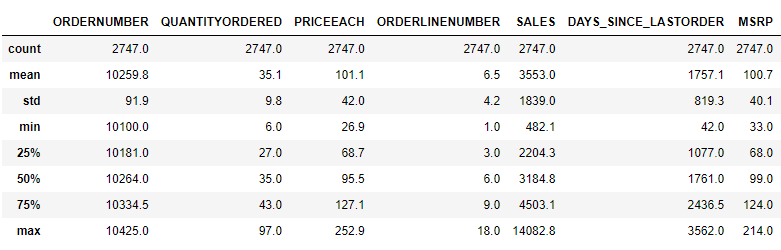 ORDERNUMBER QUANTITYORDERED PRICEEACH ORDERLINENUMBER SALES DAYS_SINCE_LASTORDER MSRP
count 2747.0 2747.0 2747.0 2747.0 2747.0 2747.0 2747.0
mean 10259.8 35.1 101.1 6.5 3553.0 1757.1 100.7
std 91.9 9.8 42.0 4.2 1839.0 819.3 40.1
min 10100.0 6.0 26.9 1.0 482.1 42.0 33.0
25% 10181.0 27.0 68.7 3.0 2204.3 1077.0 68.0
50% 10264.0 35.0 95.5 6.0 3184.8 1761.0 99.0
75% 10334.5 43.0 127.1 9.0 4503.1 2436.5 124.0
max 10425.0 97.0 252.9 18.0 14082.8 3562.0 214.0